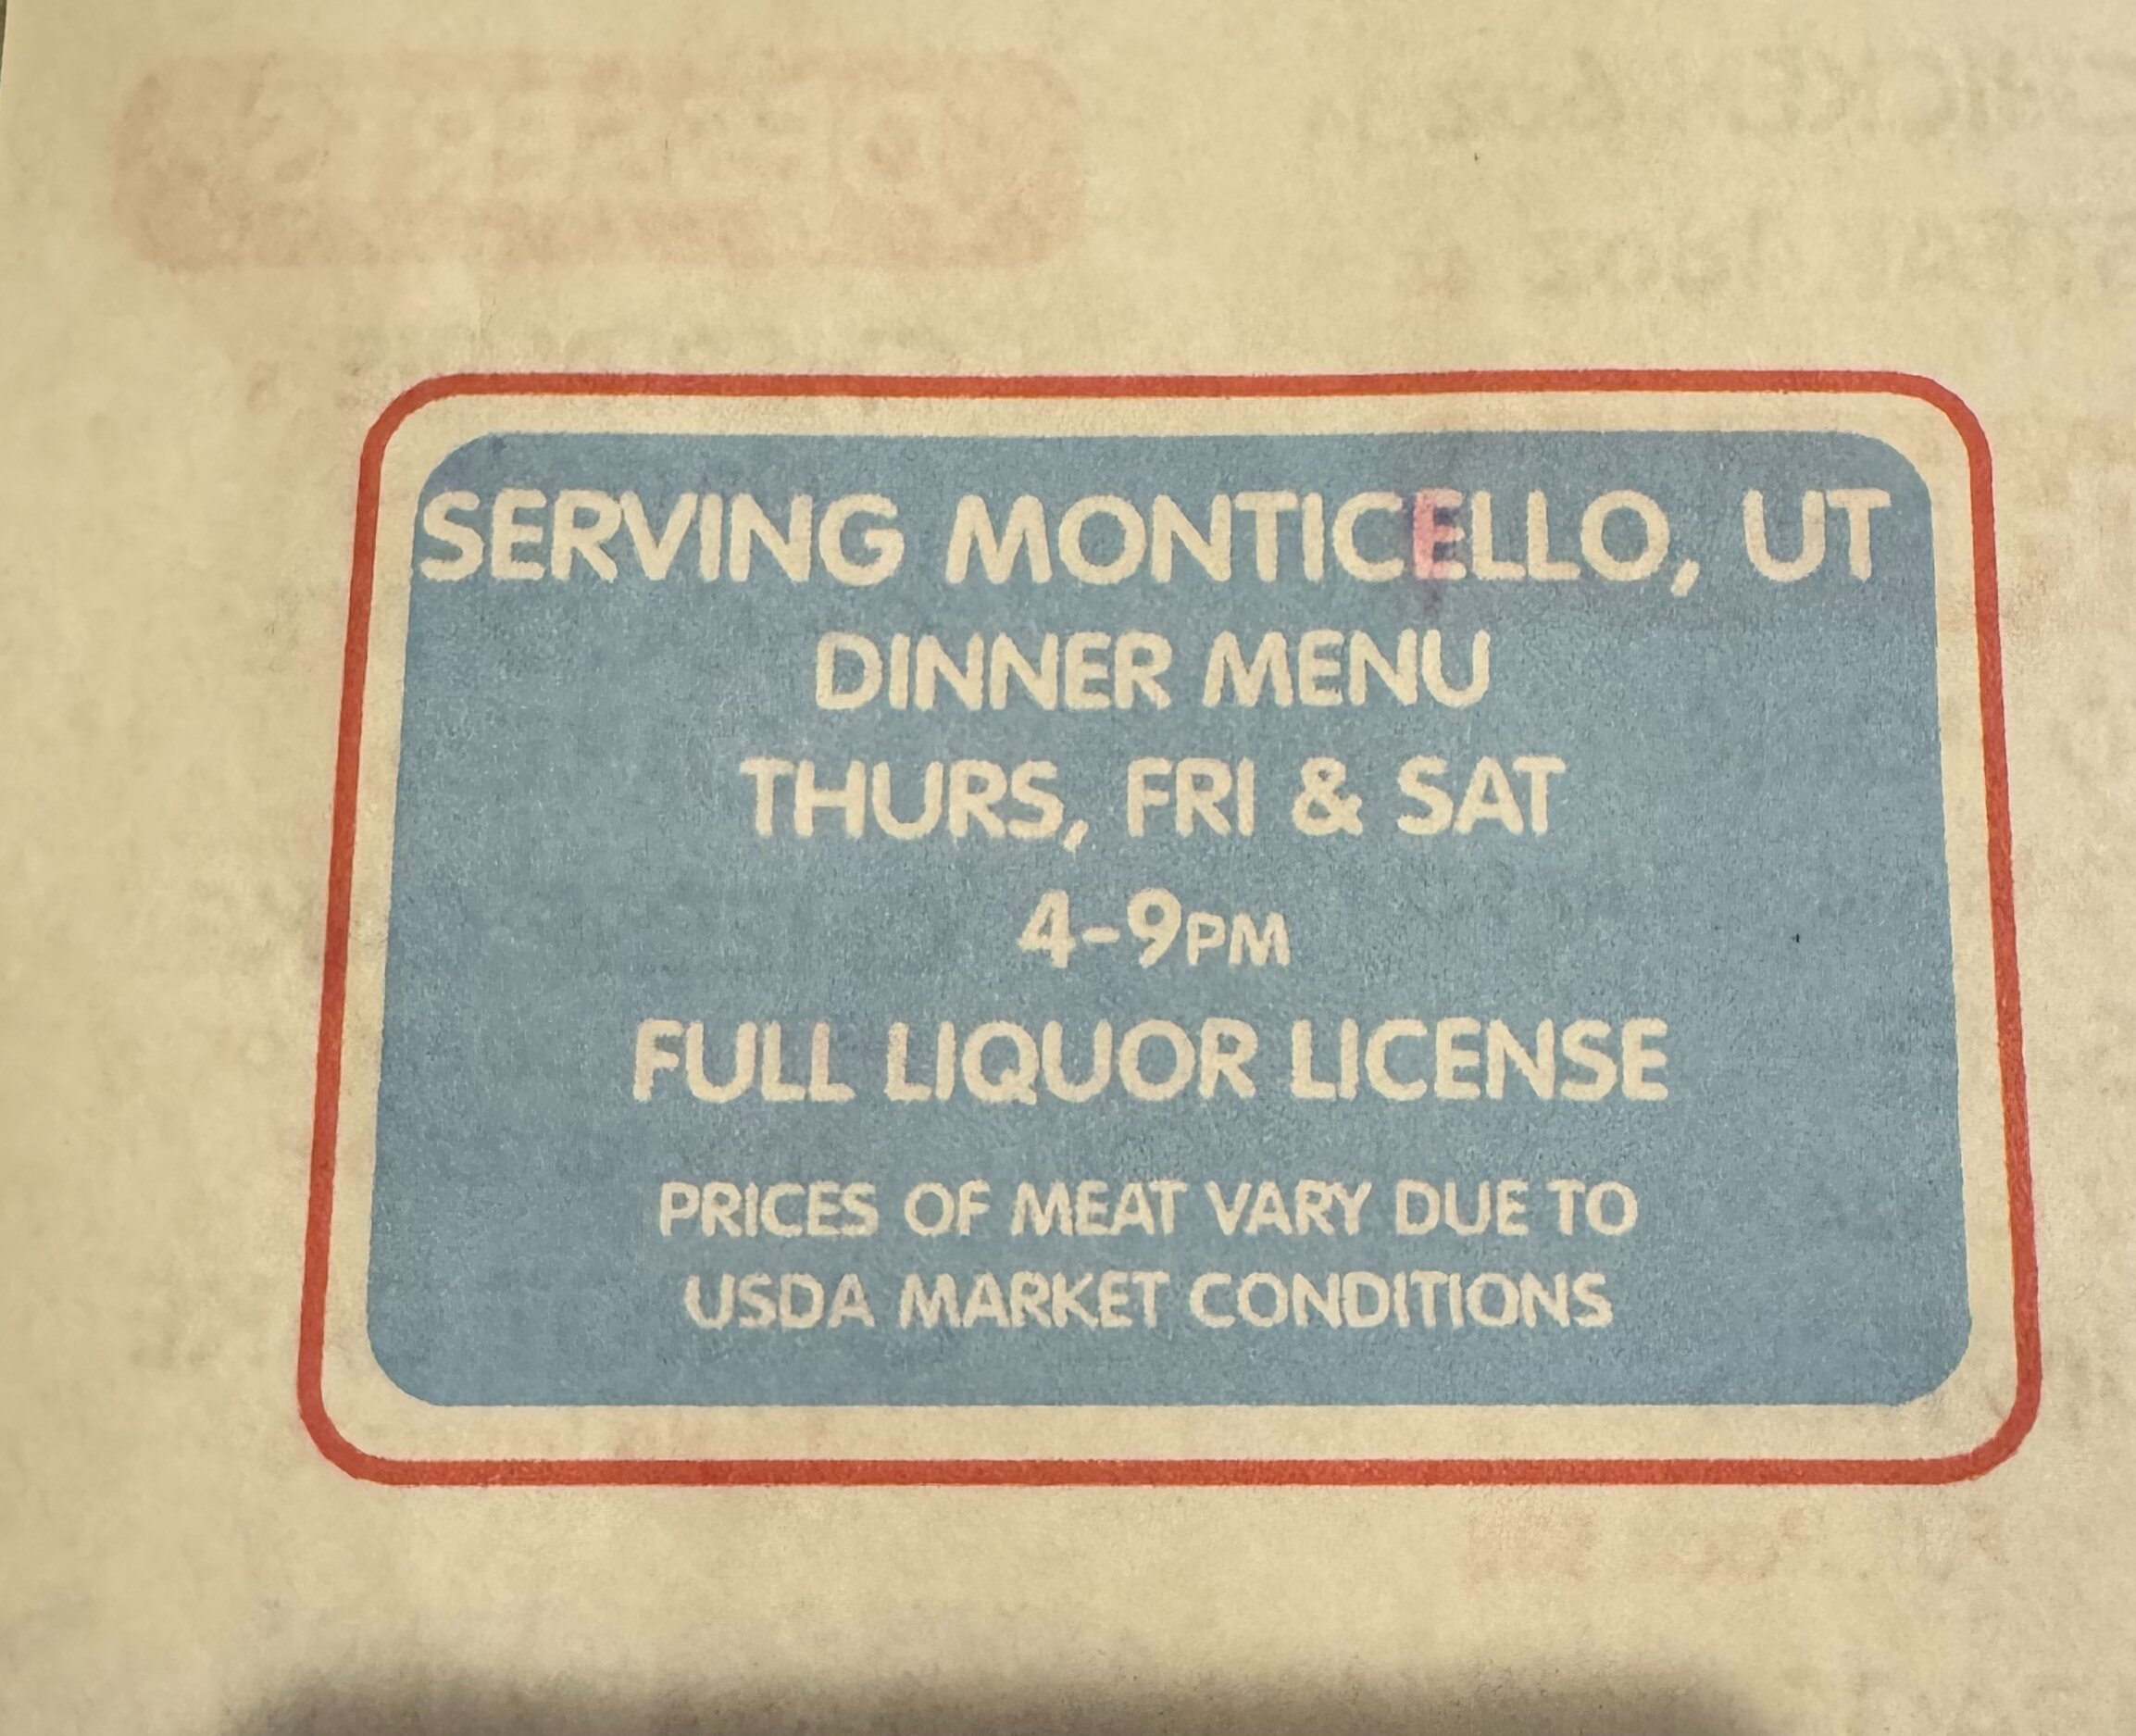 SERVING MONTICELLO, UT
DINNER MENU
THURS, FRI & SAT
4-9PM
FULL LIQUOR LICENSE
PRICES OF MEAT VARY DUE TO
USDA MARKET CONDITIONS